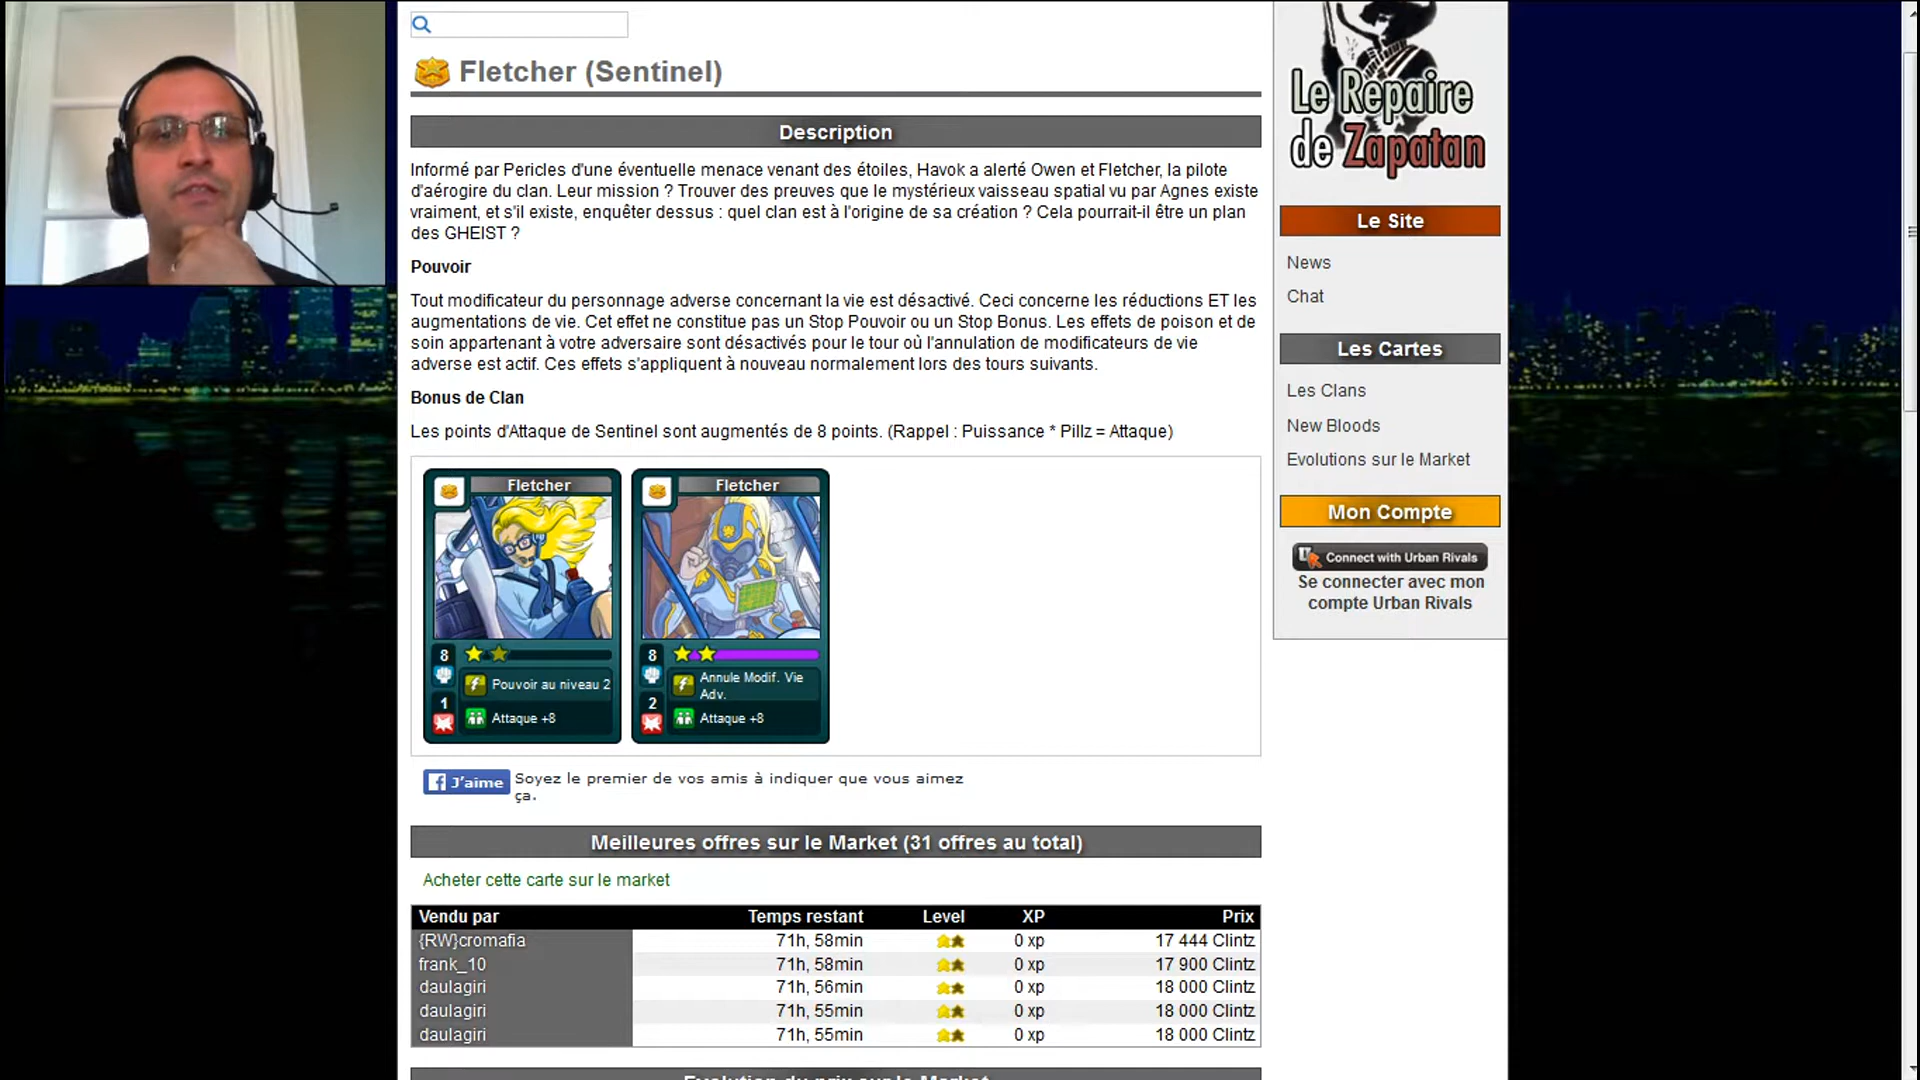 Fletcher (Sentinel)
Description
Informé par Pericles d'une éventuelle menace venant des étoiles, Havok a alerté Owen et Fletcher, la pilote
d'aérogire du clan. Leur mission ? Trouver des preuves que le mystérieux vaisseau spatial vu par Agnes existe
vraiment, et s'il existe, enquêter dessus : quel clan est à l'origine de sa création ? Cela pourrait-il être un plan
des GHEIST ?
Pouvoir
Tout modificateur du personnage adverse concernant la vie est désactivé. Ceci concerne les réductions ET les
augmentations de vie. Cet effet ne constitue pas un Stop Pouvoir ou un Stop Bonus. Les effets de poison et de
soin appartenant à votre adversaire sont désactivés pour le tour où l'annulation de modificateurs de vie
adverse est actif. Ces effets s'appliquent à nouveau normalement lors des tours suivants.
Bonus de Clan
Les points d'Attaque de Sentinel sont augmentés de 8 points. (Rappel : Puissance * Pillz = Attaque)
Fletcher
8
Pouvoir au niveau 2
1
Attaque +8
Fletcher
8
Annule Modif. Vie
Adv.
2
Attaque +8
J'aime
Soyez le premier de vos amis à indiquer que vous aimez
ça.
Meilleures offres sur le Market (31 offres au total)
Acheter cette carte sur le market
Vendu par Temps restant Level XP Prix
{RW}cromafia 71h, 58min 0 xp 17 444 Clintz
frank_10 71h, 58min 0 xp 17 900 Clintz
daulagiri 71h, 56min 0 xp 18 000 Clintz
daulagiri 71h, 55min 0 xp 18 000 Clintz
daulagiri 71h, 55min 0 xp 18 000 Clintz
Evolution du prix sur le Market
Le Repaire
de Zapatan
Le Site
News
Chat
Les Cartes
Les Clans
New Bloods
Evolutions sur le Market
Mon Compte
Connect with Urban Rivals
Se connecter avec mon
compte Urban Rivals